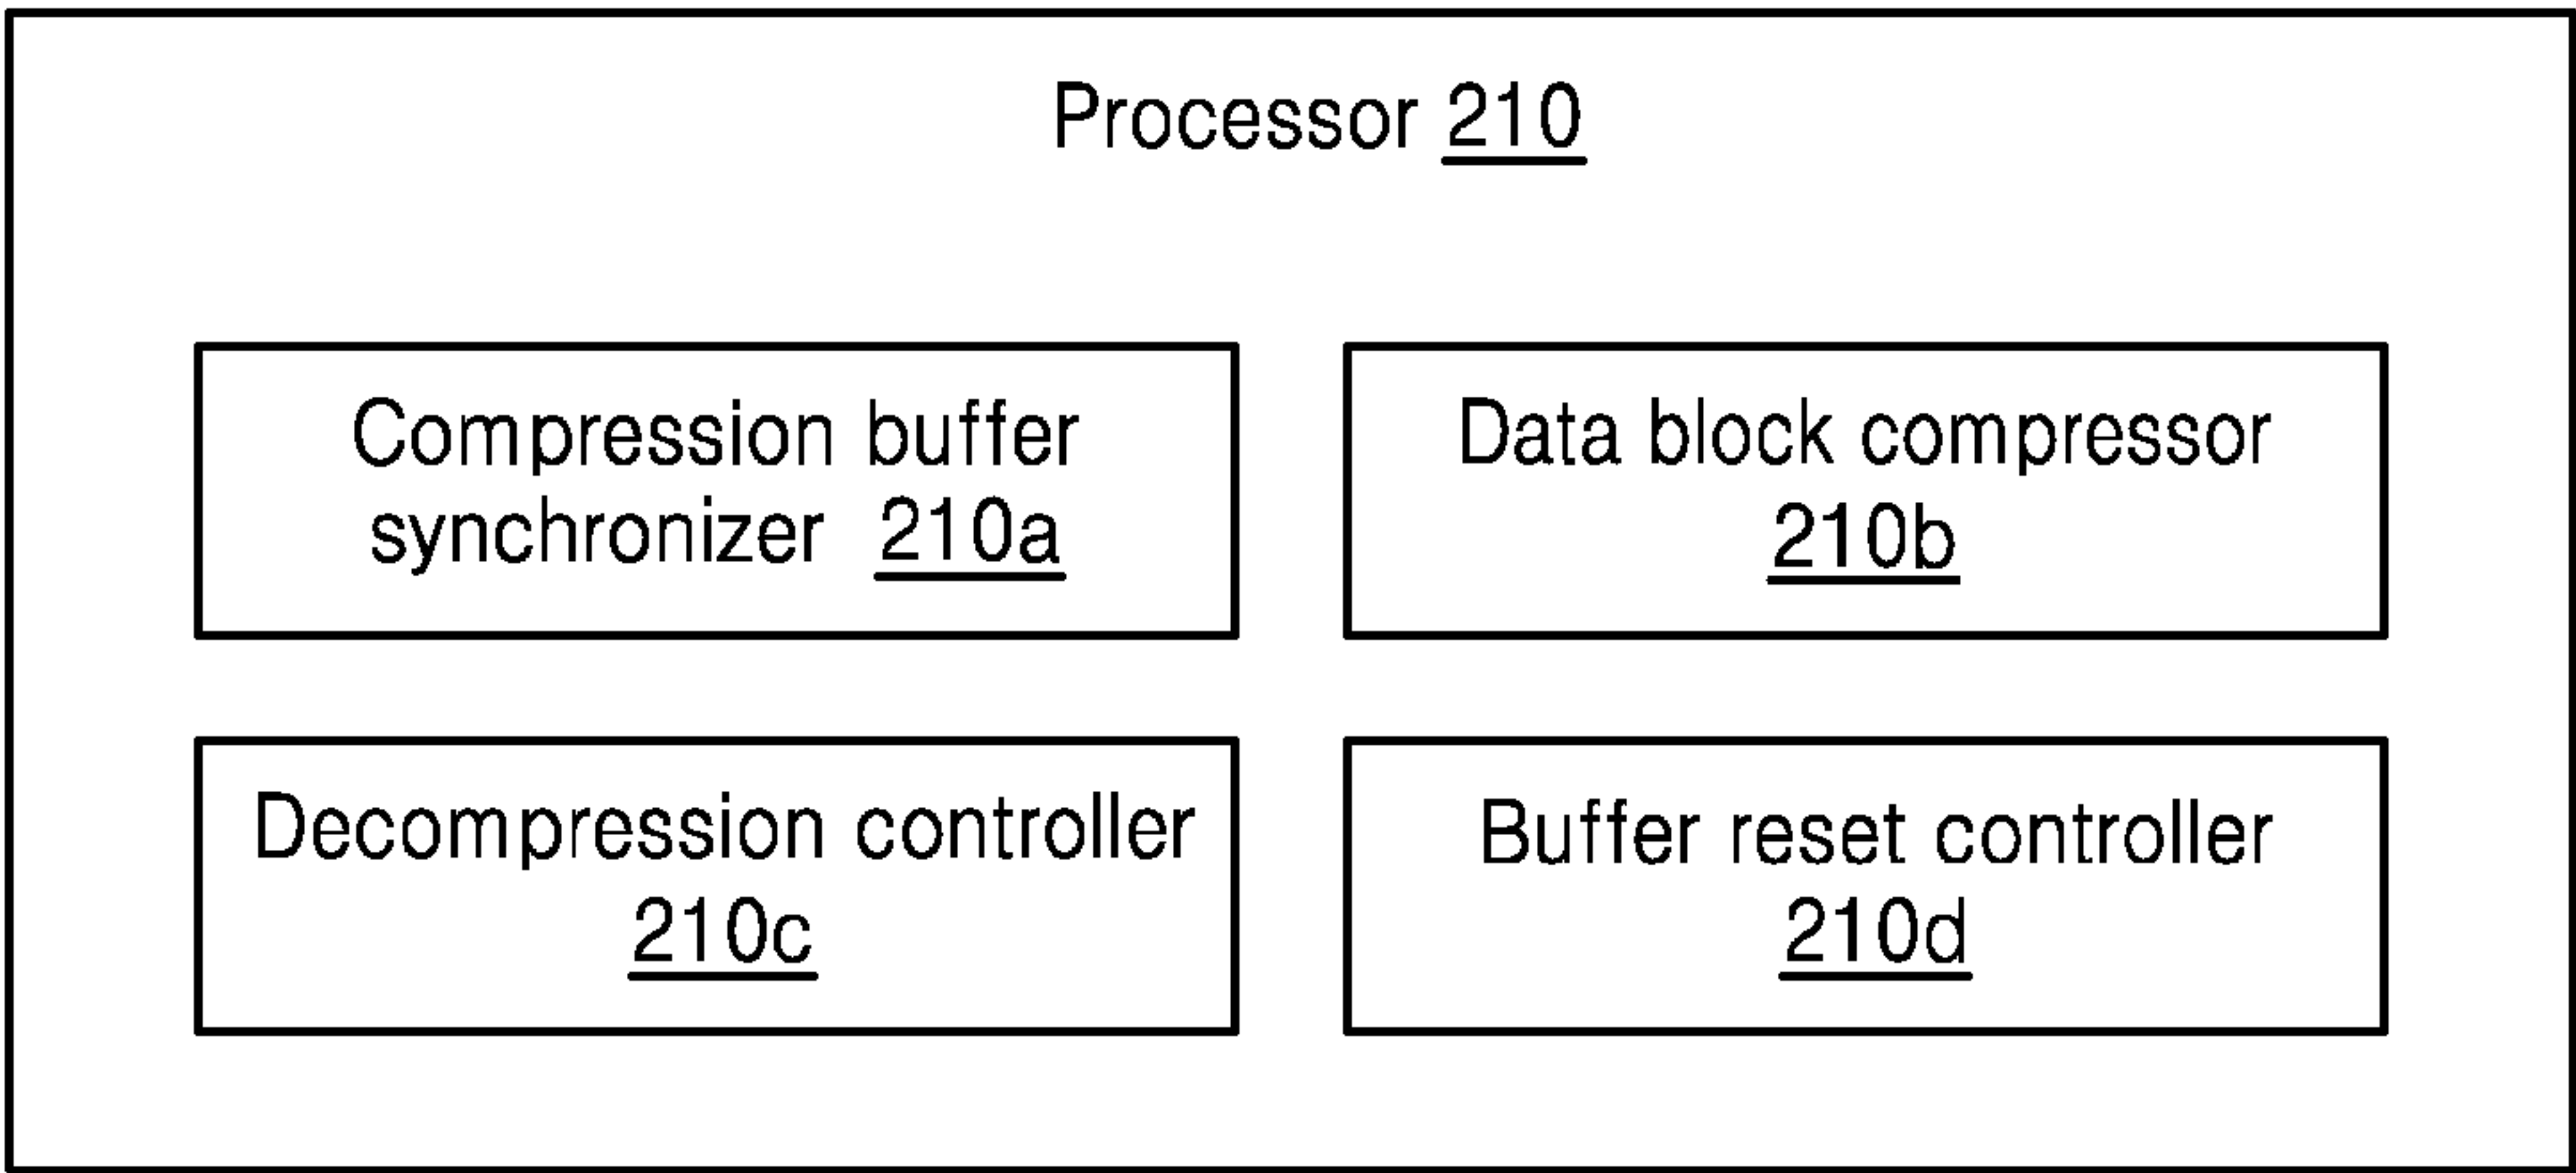 Processor 210
Compression buffer
synchronizer 210a
Data block compressor
210b
Decompression controller
210c
Buffer reset controller
210d